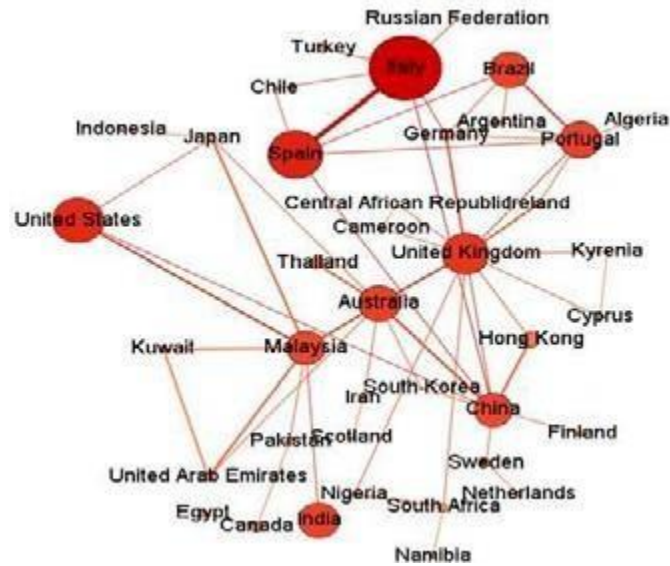 Russian Federation
Turkey
Italy
Brazil
Chile
Argentina
Algeria
Indonesia
Japan
Germany
Portugal
Spain
Central African Republic
Ireland
United States
Cameroon
United Kingdom
Kyrenia
Thailand
Australia
Cyprus
Kuwait
Malaysia
Hong Kong
South Korea
Iran
China
Finland
Pakistan
Scotland
Sweden
United Arab Emirates
Nigeria
Netherlands
Egypt
South Africa
Canada
India
Namibia